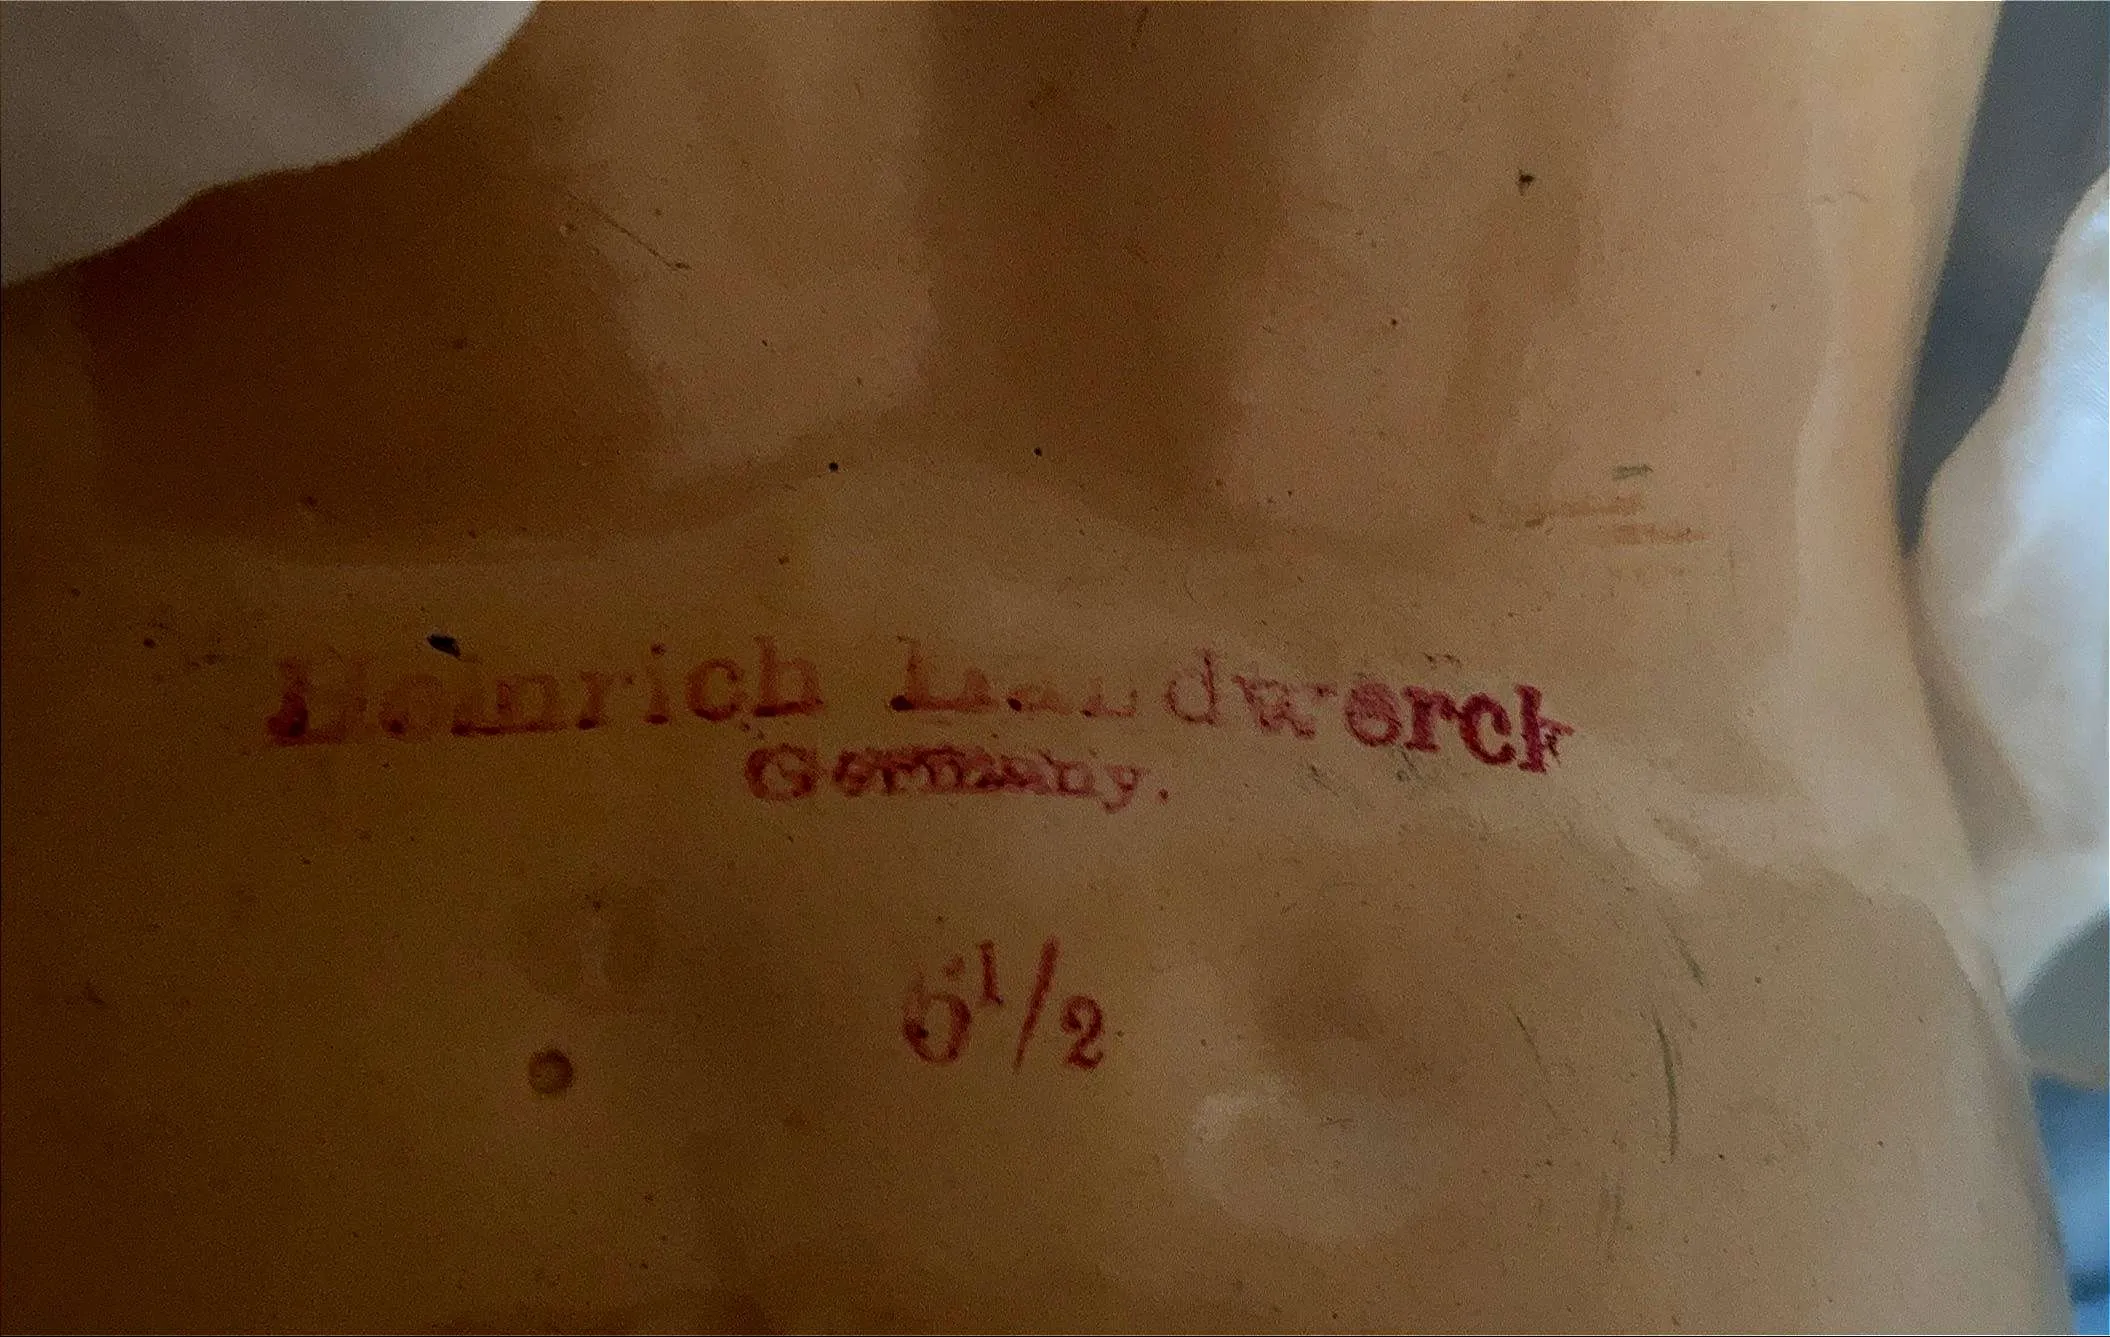 Heinrich Handwerck
Germany.
5 1/2